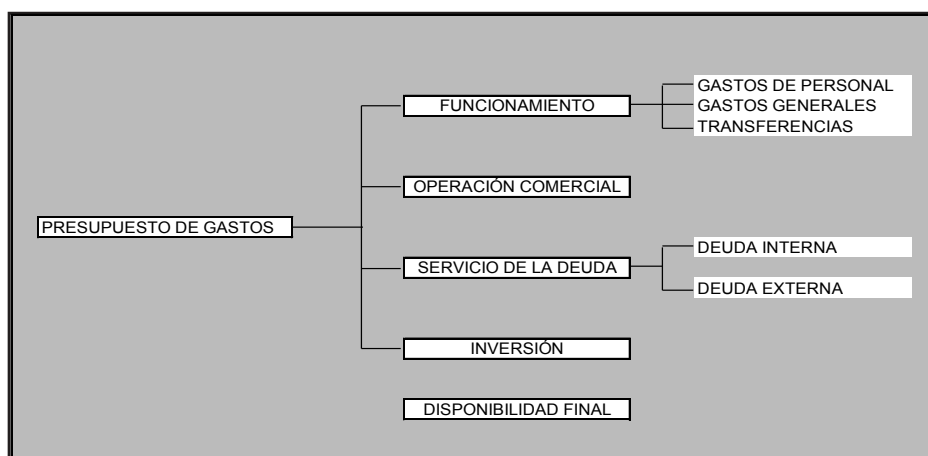 GASTOS DE PERSONAL
FUNCIONAMIENTO
GASTOS GENERALES
TRANSFERENCIAS
OPERACIÓN COMERCIAL
PRESUPUESTO DE GASTOS
DEUDA INTERNA
SERVICIO DE LA DEUDA
DEUDA EXTERNA
INVERSIÓN
DISPONIBILIDAD FINAL